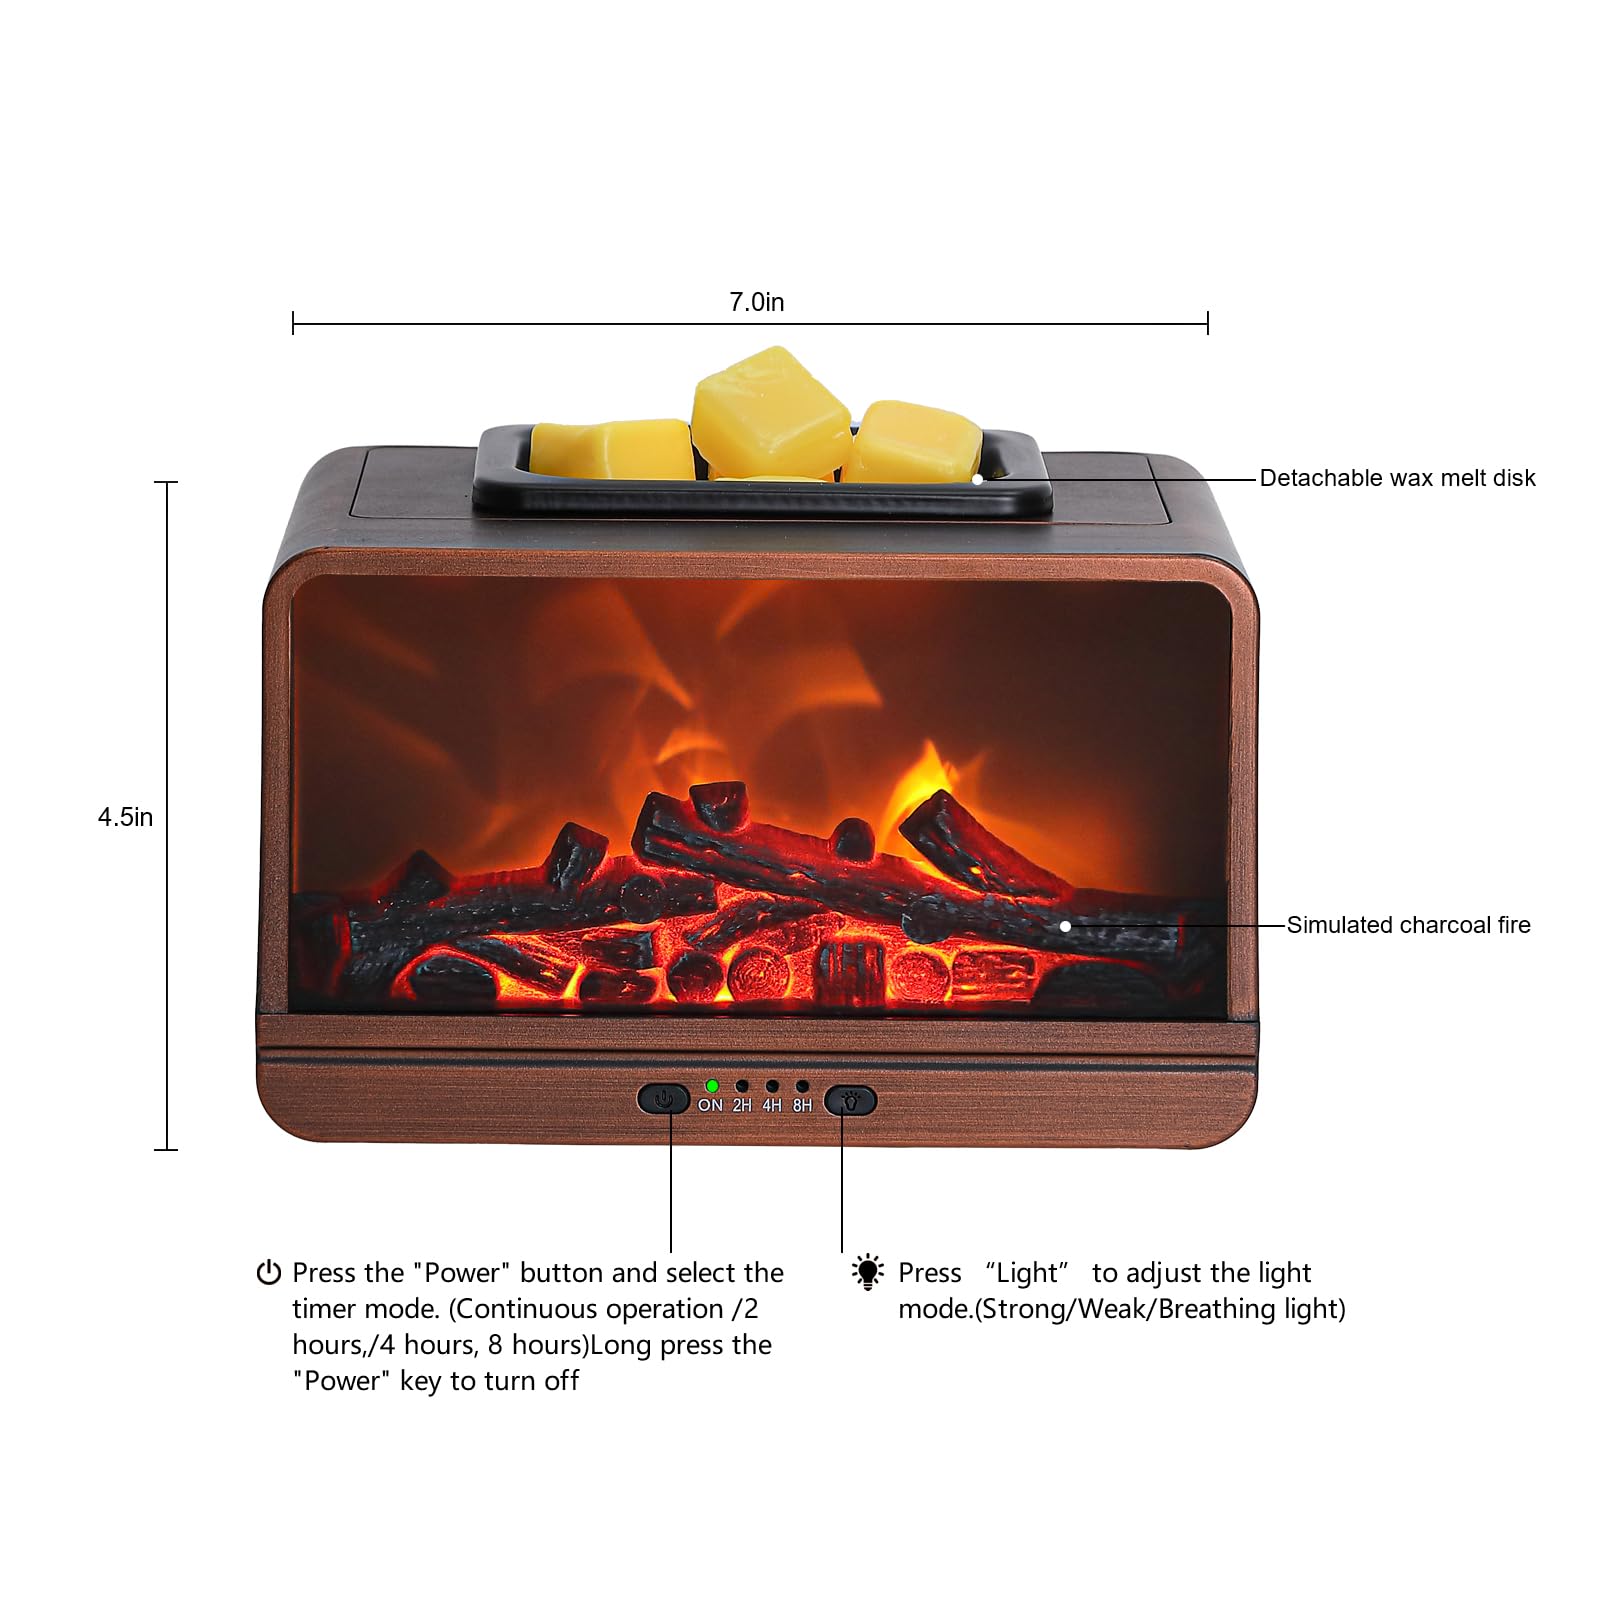 7.0in
Detachable wax melt disk
4.5in
Simulated charcoal fire
ON 2H 4H 8H
Press the "Power" button and select the
timer mode. (Continuous operation /2
hours,/4 hours, 8 hours)Long press the
"Power" key to turn off
Press “Light” to adjust the light
mode.(Strong/Weak/Breathing light)